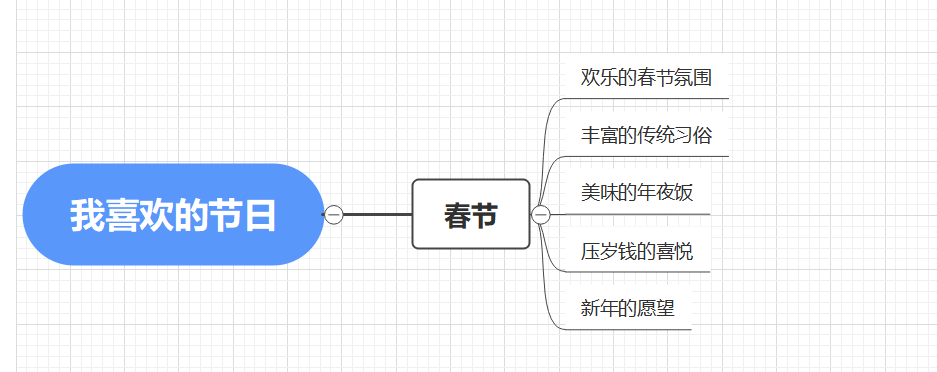 我喜欢的节日
春节
欢乐的春节氛围
丰富的传统习俗
美味的年夜饭
压岁钱的喜悦
新年的愿望